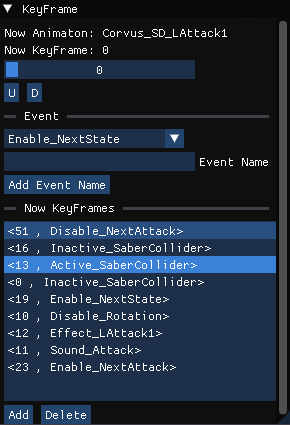 KeyFrame
Now Animaton: Corvus_SD_LAttack1
Now KeyFrame: 0
0
U D
Event
Enable_NextState
Event Name
Add Event Name
Now KeyFrames
<51 , Disable_NextAttack>
<16 , Inactive_SaberCollider>
<13 , Active_SaberCollider>
<0 , Inactive_SaberCollider>
<19 , Enable_NextState>
<10 , Disable_Rotation>
<12 , Effect_LAttack1>
<11 , Sound_Attack>
<23 , Enable_NextAttack>
Add Delete